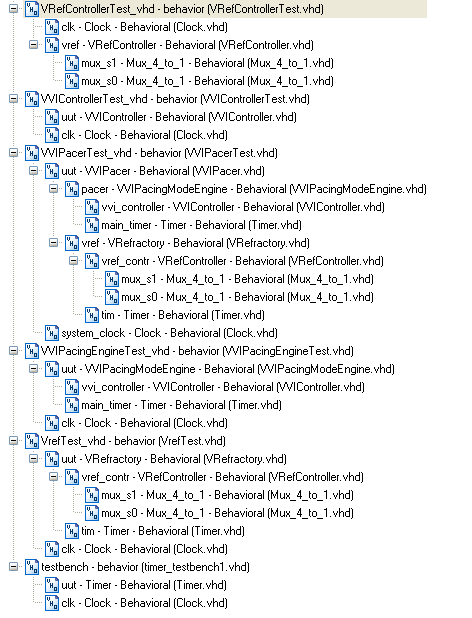 VRefControllerTest_vhd - behavior (VRefControllerTest.vhd)
clk - Clock - Behavioral (Clock.vhd)
vref - VRefController - Behavioral (VRefController.vhd)
mux_s1 - Mux_4_to_1 - Behavioral (Mux_4_to_1.vhd)
mux_s0 - Mux_4_to_1 - Behavioral (Mux_4_to_1.vhd)
VVIControllerTest_vhd - behavior (VVIControllerTest.vhd)
uut - VVIController - Behavioral (VVIController.vhd)
clk - Clock - Behavioral (Clock.vhd)
VVIPacerTest_vhd - behavior (VVIPacerTest.vhd)
uut - VVIPacer - Behavioral (VVIPacer.vhd)
pacer - VVIPacingModeEngine - Behavioral (VVIPacingModeEngine.vhd)
vvi_controller - VVIController - Behavioral (VVIController.vhd)
main_timer - Timer - Behavioral (Timer.vhd)
vref - VRefractory - Behavioral (VRefractory.vhd)
vref_contr - VRefController - Behavioral (VRefController.vhd)
mux_s1 - Mux_4_to_1 - Behavioral (Mux_4_to_1.vhd)
mux_s0 - Mux_4_to_1 - Behavioral (Mux_4_to_1.vhd)
tim - Timer - Behavioral (Timer.vhd)
system_clock - Clock - Behavioral (Clock.vhd)
VVIPacingEngineTest_vhd - behavior (VVIPacingEngineTest.vhd)
uut - VVIPacingModeEngine - Behavioral (VVIPacingModeEngine.vhd)
vvi_controller - VVIController - Behavioral (VVIController.vhd)
main_timer - Timer - Behavioral (Timer.vhd)
clk - Clock - Behavioral (Clock.vhd)
VrefTest_vhd - behavior (VrefTest.vhd)
uut - VRefractory - Behavioral (VRefractory.vhd)
vref_contr - VRefController - Behavioral (VRefController.vhd)
mux_s1 - Mux_4_to_1 - Behavioral (Mux_4_to_1.vhd)
mux_s0 - Mux_4_to_1 - Behavioral (Mux_4_to_1.vhd)
tim - Timer - Behavioral (Timer.vhd)
clk - Clock - Behavioral (Clock.vhd)
testbench - behavior (timer_testbench1.vhd)
uut - Timer - Behavioral (Timer.vhd)
clk - Clock - Behavioral (Clock.vhd)